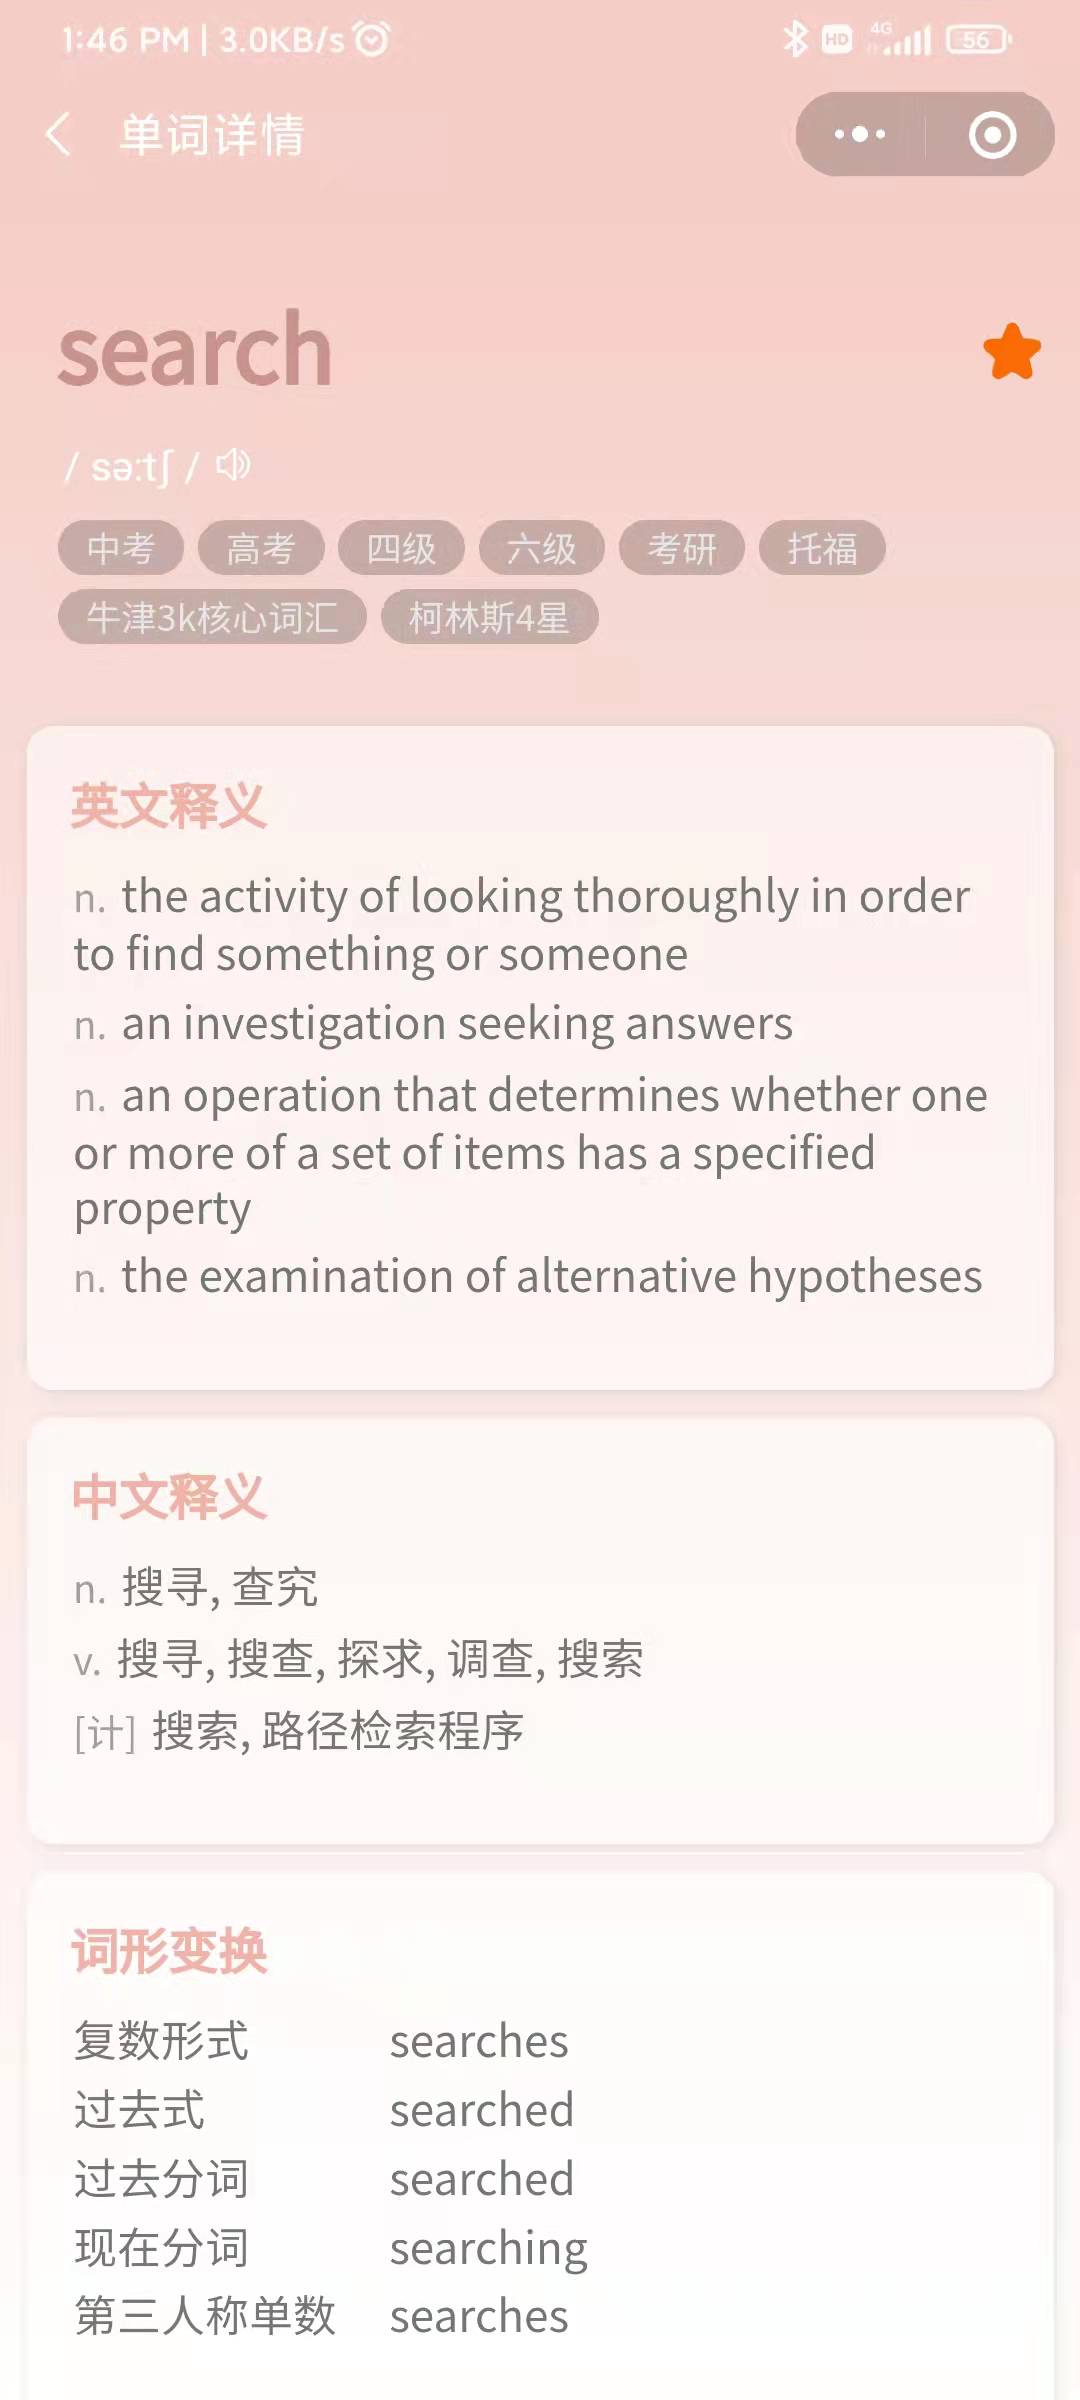 1:46 PM | 3.0KB/s HD 4G 56
单词详情
search
/ sə:tʃ /
中考 高考 四级 六级 考研 托福
牛津3k核心词汇 柯林斯4星
英文释义
n. the activity of looking thoroughly in order
to find something or someone
n. an investigation seeking answers
n. an operation that determines whether one
or more of a set of items has a specified
property
n. the examination of alternative hypotheses
中文释义
n. 搜寻, 查究
v. 搜寻, 搜查, 探求, 调查, 搜索
[计] 搜索, 路径检索程序
词形变换
复数形式 searches
过去式 searched
过去分词 searched
现在分词 searching
第三人称单数 searches